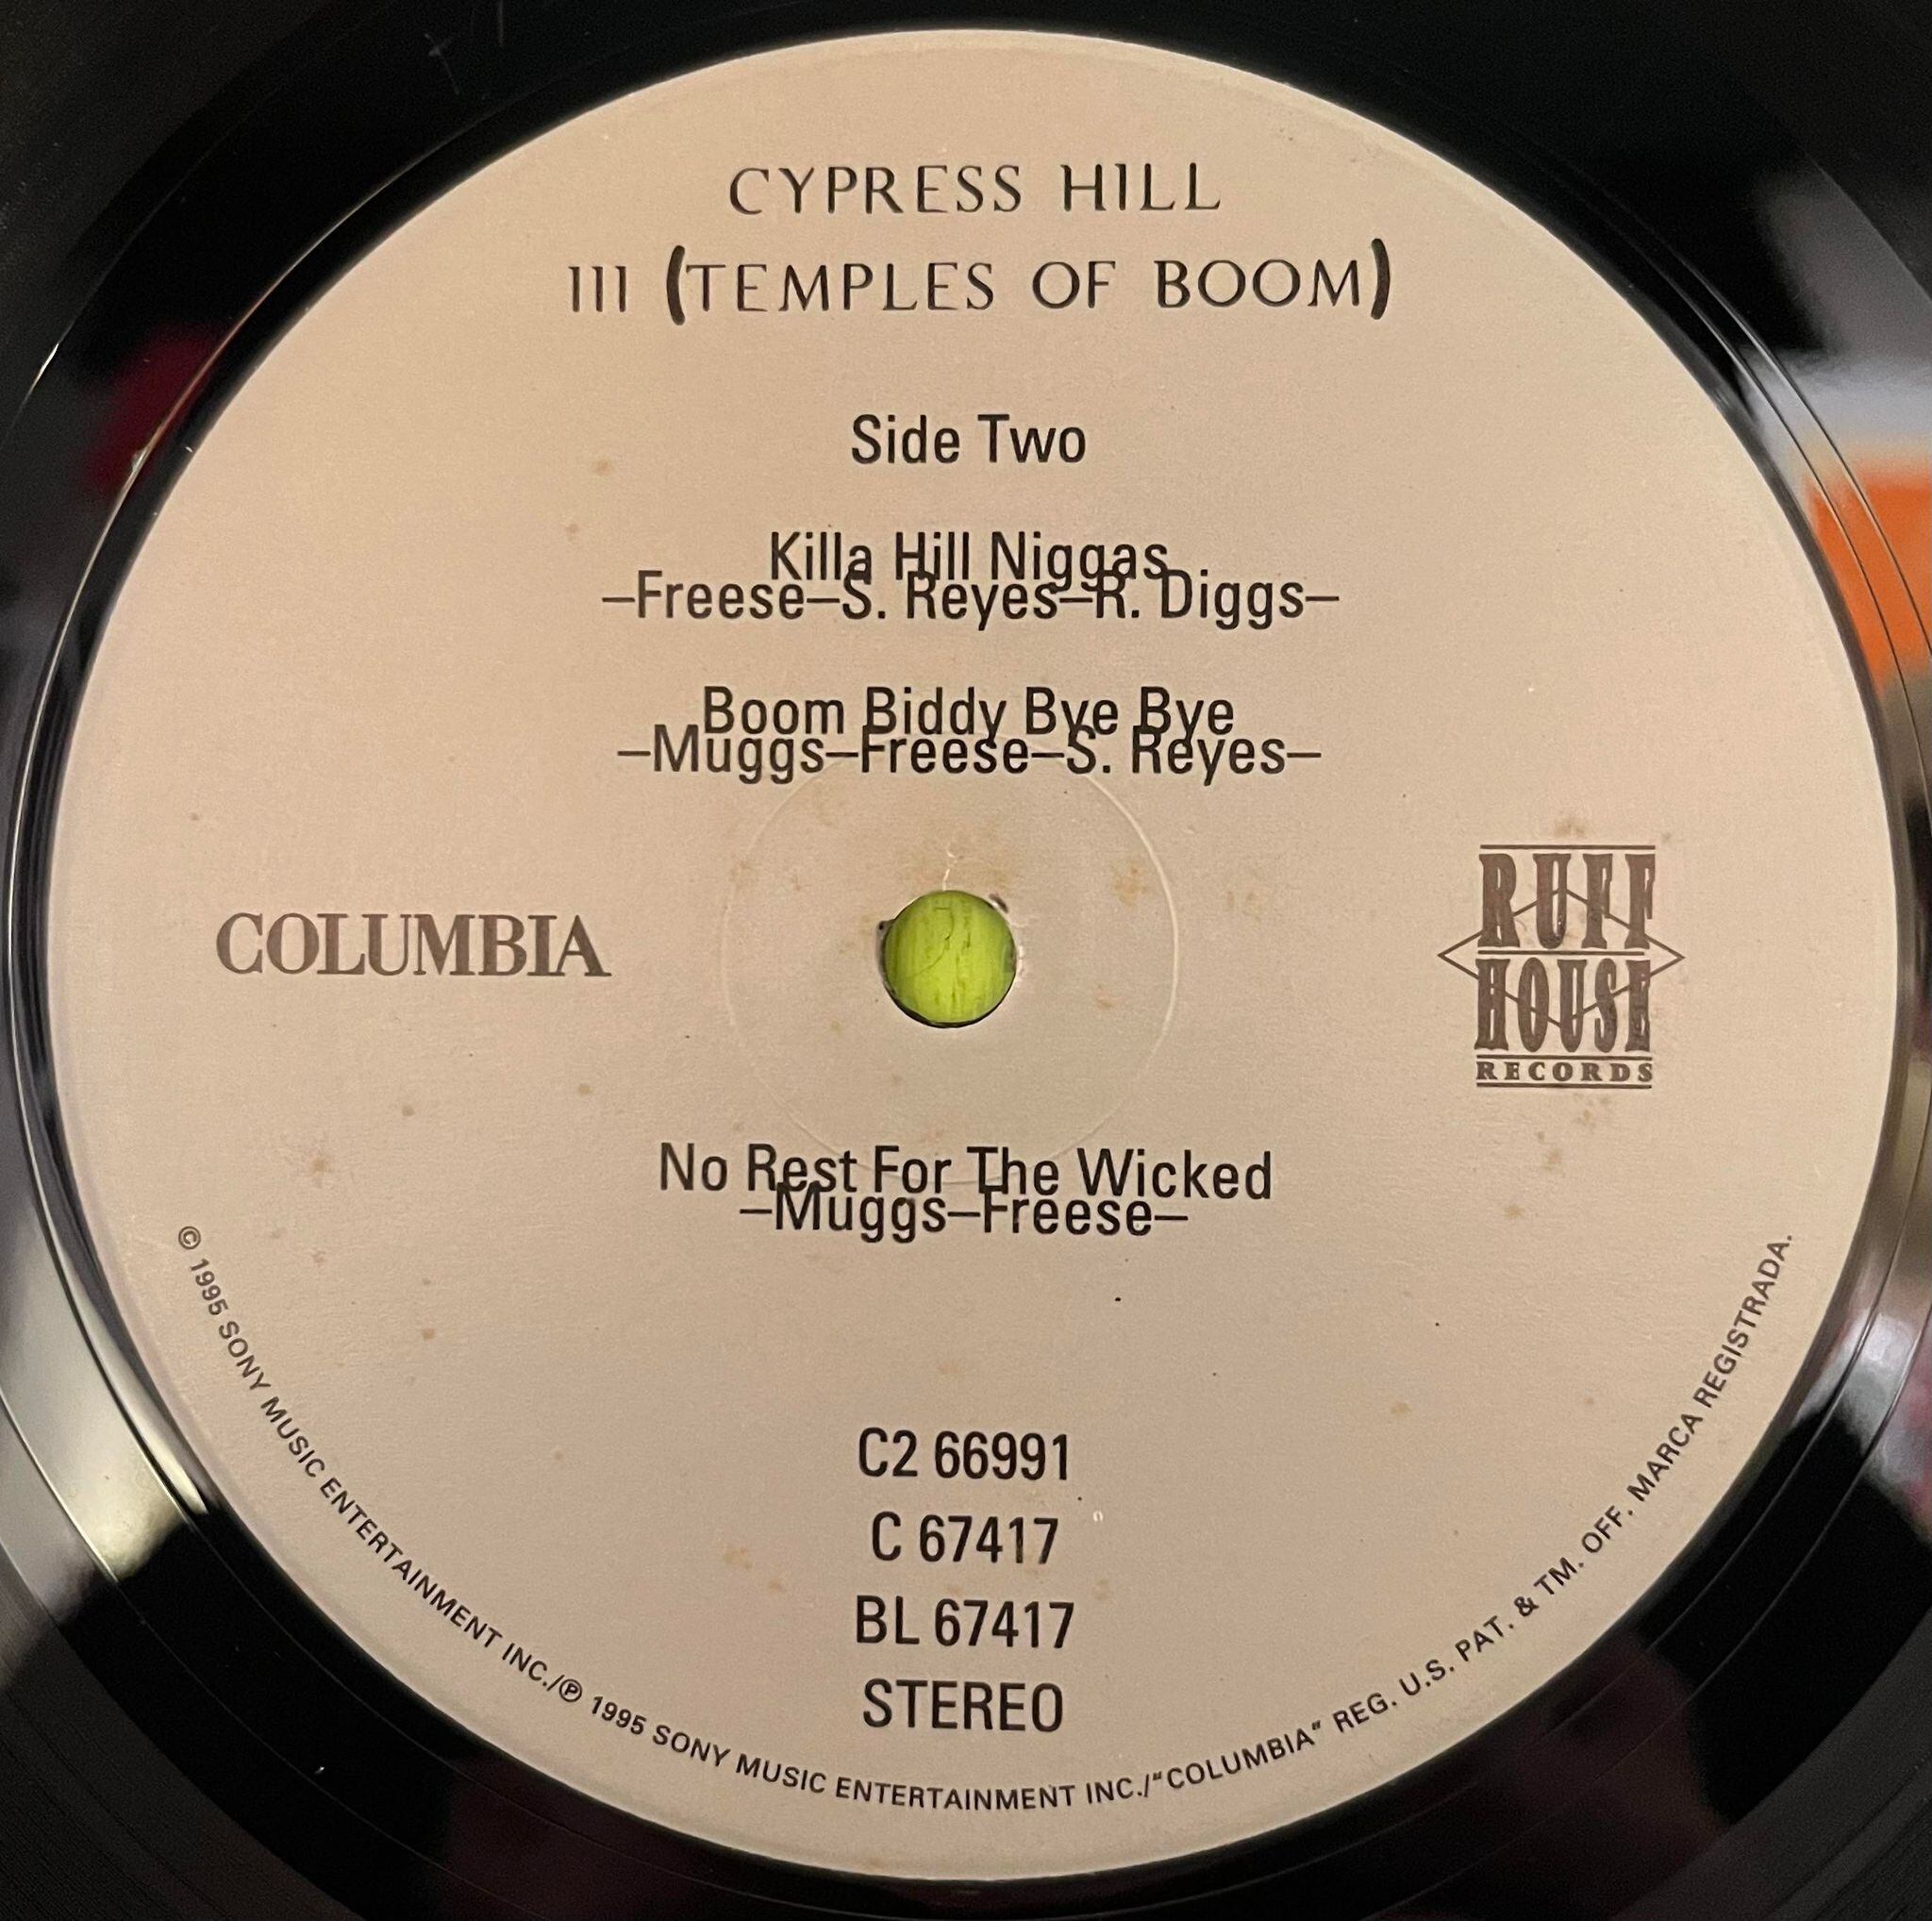 CYPRESS HILL
III (TEMPLES OF BOOM)
Side Two
Killa Hill Niggas
–Freese–S. Reyes–R. Diggs–
Boom Biddy Bye Bye
–Muggs–Freese–S. Reyes–
COLUMBIA
RUFF
HOUSE
RECORDS
No Rest For The Wicked
–Muggs–Freese–
C2 66991
C 67417
BL 67417
STEREO
© 1995 SONY MUSIC ENTERTAINMENT INC./℗ 1995 SONY MUSIC ENTERTAINMENT INC./"COLUMBIA" REG. U.S. PAT. & TM. OFF. MARCA REGISTRADA.